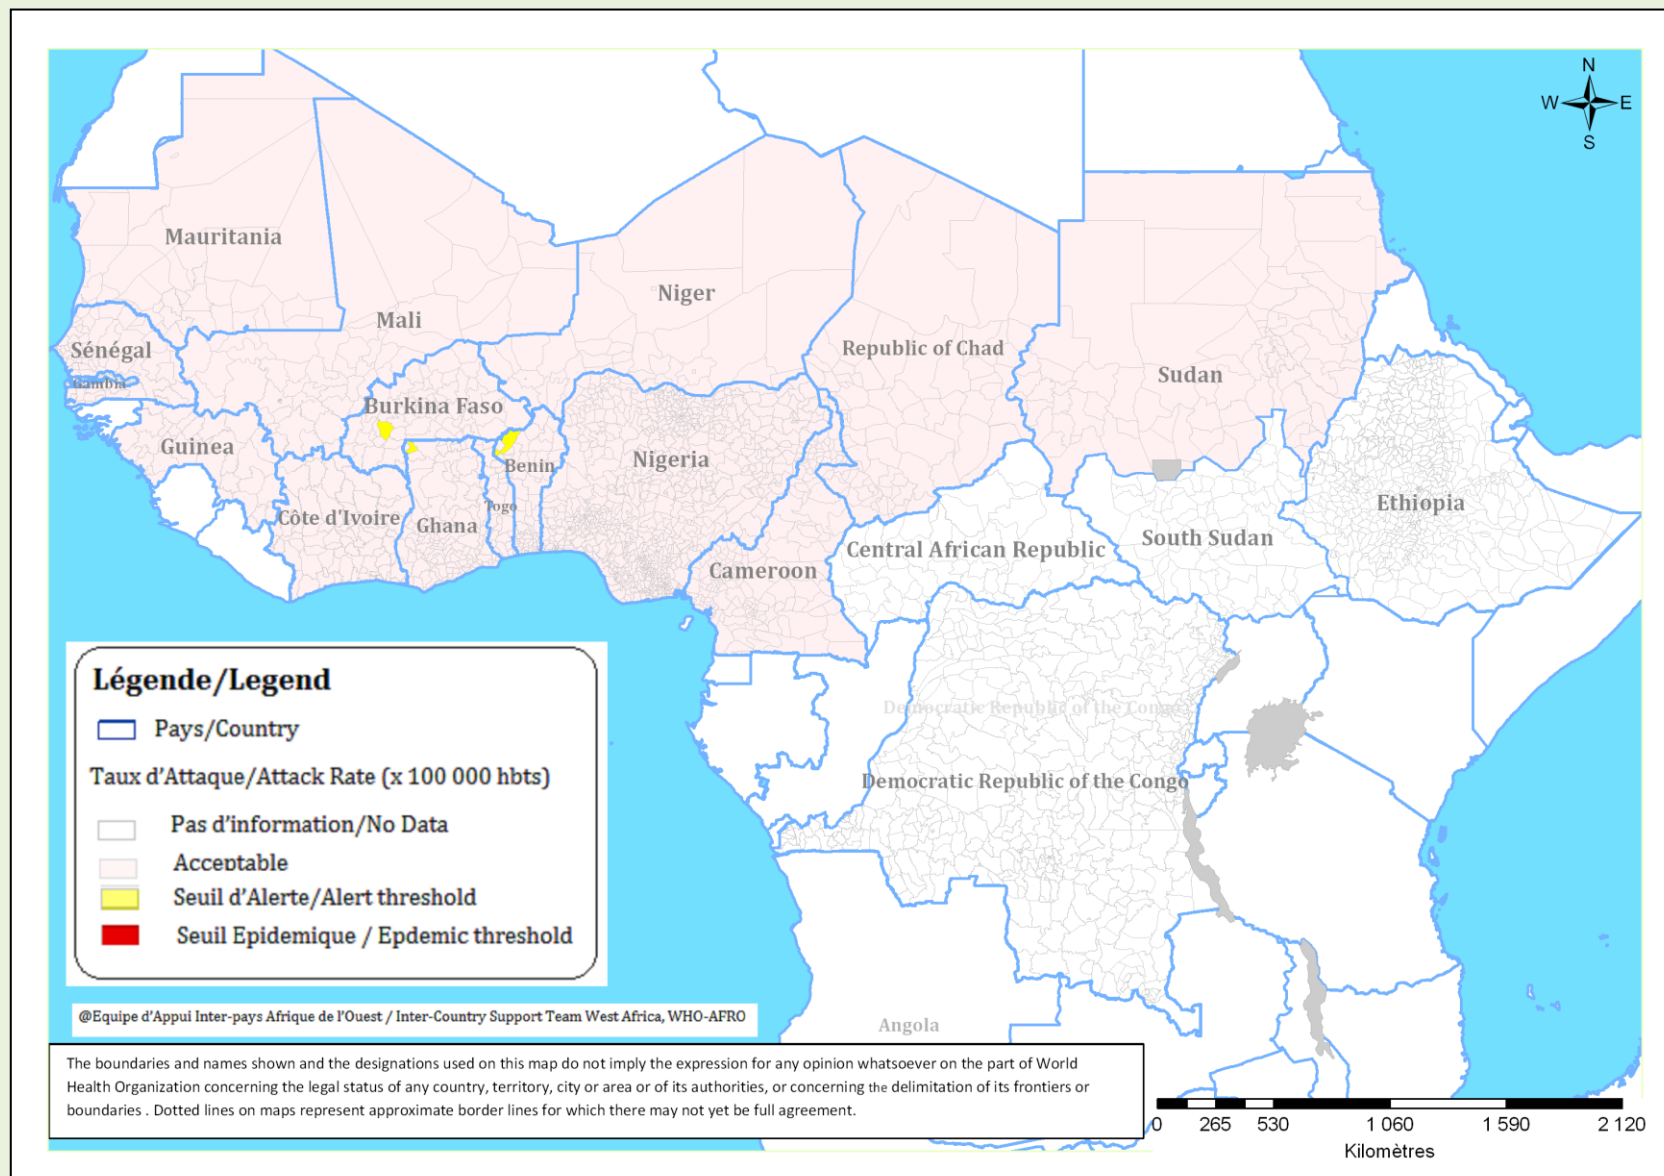 N
W E
S
Mauritania
Mali
Niger
Republic of Chad
Sudan
Sénégal
Gambia
Burkina Faso
Guinea
Benin
Nigeria
Togo
Côte d'Ivoire
Ghana
Cameroon
Central African Republic
South Sudan
Ethiopia
Democratic Republic of the Congo
Democratic Republic of the Congo
Angola
Légende/Legend
Pays/Country
Taux d'Attaque/Attack Rate (x 100 000 hbts)
Pas d'information/No Data
Acceptable
Seuil d'Alerte/Alert threshold
Seuil Epidemique / Epdemic threshold
@Equipe d'Appui Inter-pays Afrique de l'Ouest / Inter-Country Support Team West Africa, WHO-AFRO
The boundaries and names shown and the designations used on this map do not imply the expression for any opinion whatsoever on the part of World
Health Organization concerning the legal status of any country, territory, city or area or of its authorities, or concerning the delimitation of its frontiers or
boundaries . Dotted lines on maps represent approximate border lines for which there may not yet be full agreement.
0 265 530 1 060 1 590 2 120
Kilomètres